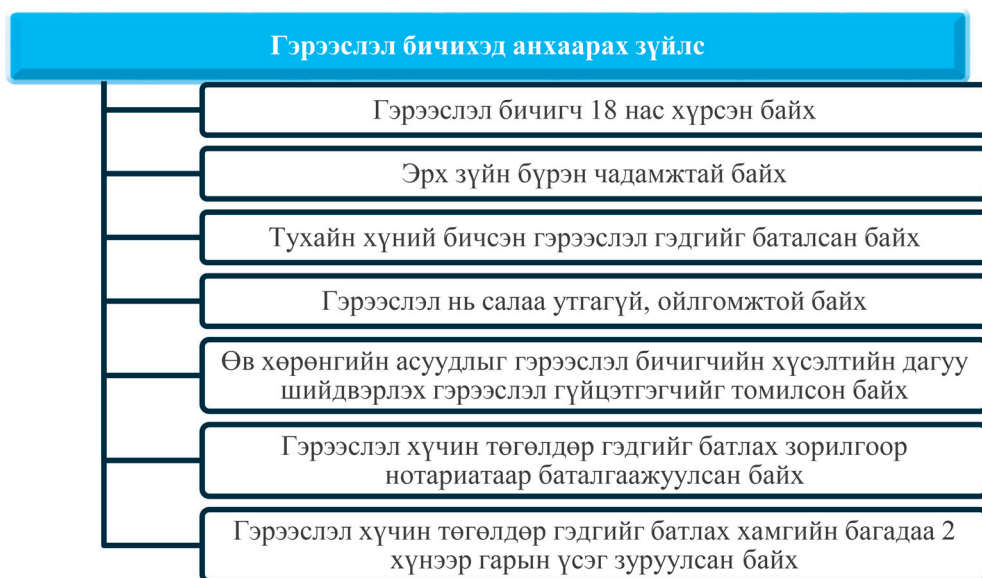 Гэрээслэл бичихэд анхаарах зүйлс
Гэрээслэл бичигч 18 нас хүрсэн байх
Эрх зүйн бүрэн чадамжтай байх
Тухайн хүний бичсэн гэрээслэл гэдгийг баталсан байх
Гэрээслэл нь салаа утгагүй, ойлгомжтой байх
Өв хөрөнгийн асуудлыг гэрээслэл бичигчийн хүсэлтийн дагуу
шийдвэрлэх гэрээслэл гүйцэтгэгчийг томилсон байх
Гэрээслэл хүчин төгөлдөр гэдгийг батлах зорилгоор
нотариатаар баталгаажуулсан байх
Гэрээслэл хүчин төгөлдөр гэдгийг батлах хамгийн багадаа 2
хүнээр гарын үсэг зуруулсан байх